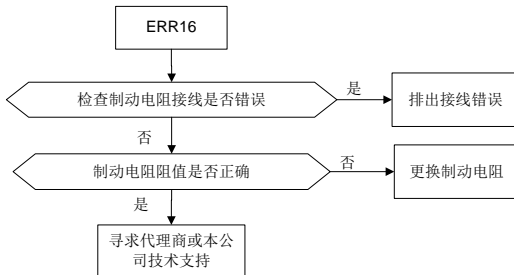 ERR16
检查制动电阻接线是否错误
是
排出接线错误
否
制动电阻阻值是否正确
否
更换制动电阻
是
寻求代理商或本公
司技术支持